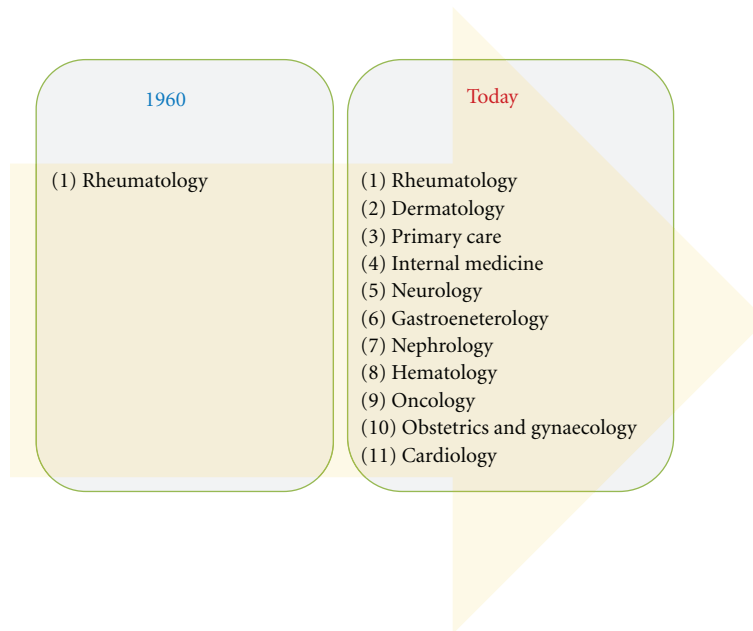 1960
(1) Rheumatology
Today
(1) Rheumatology
(2) Dermatology
(3) Primary care
(4) Internal medicine
(5) Neurology
(6) Gastroeneterology
(7) Nephrology
(8) Hematology
(9) Oncology
(10) Obstetrics and gynaecology
(11) Cardiology